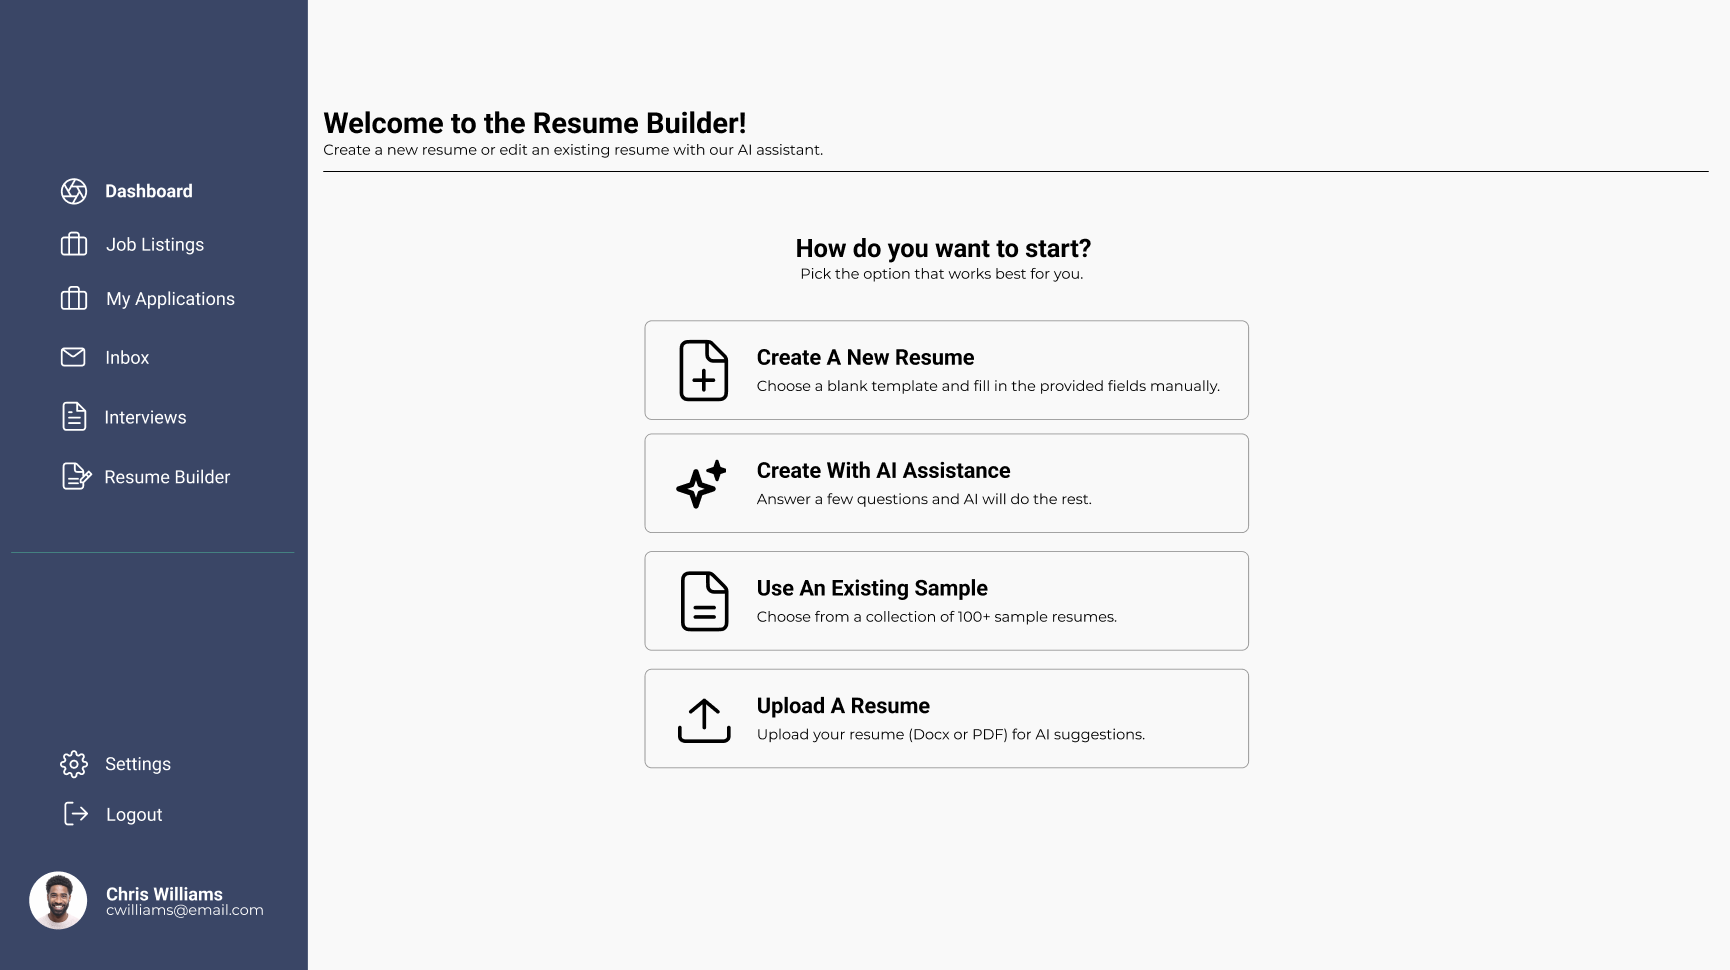 Dashboard
Job Listings
My Applications
Inbox
Interviews
Resume Builder
Settings
Logout
Chris Williams
cwilliams@email.com
Welcome to the Resume Builder!
Create a new resume or edit an existing resume with our AI assistant.
How do you want to start?
Pick the option that works best for you.
Create A New Resume
Choose a blank template and fill in the provided fields manually.
Create With AI Assistance
Answer a few questions and AI will do the rest.
Use An Existing Sample
Choose from a collection of 100+ sample resumes.
Upload A Resume
Upload your resume (Docx or PDF) for AI suggestions.